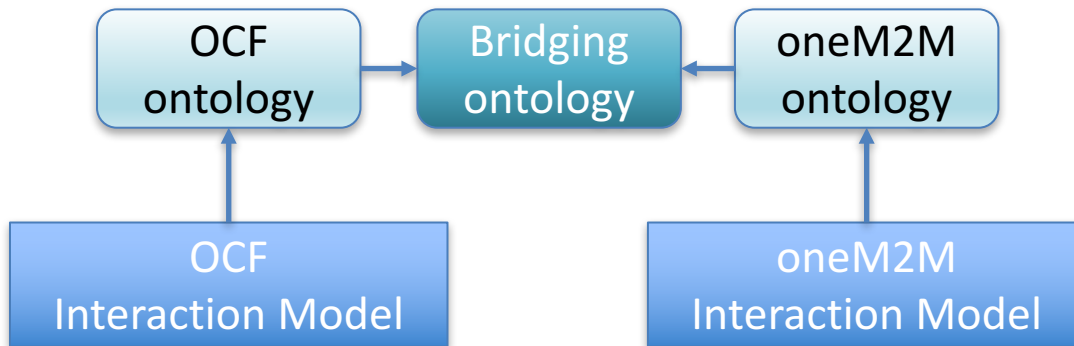 OCF
ontology
Bridging
ontology
oneM2M
ontology
OCF
Interaction Model
oneM2M
Interaction Model